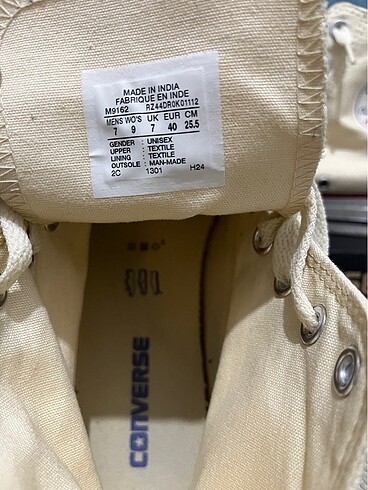 MADE IN INDIA
FABRIQUE EN INDE
M9162 RZ44DR0K01112
MENS WO'S UK EUR CM
7 9 7 40 25.5
GENDER : UNISEX
UPPER : TEXTILE
LINING : TEXTILE
OUTSOLE : MAN-MADE
2C 1301 H24
CONVERSE